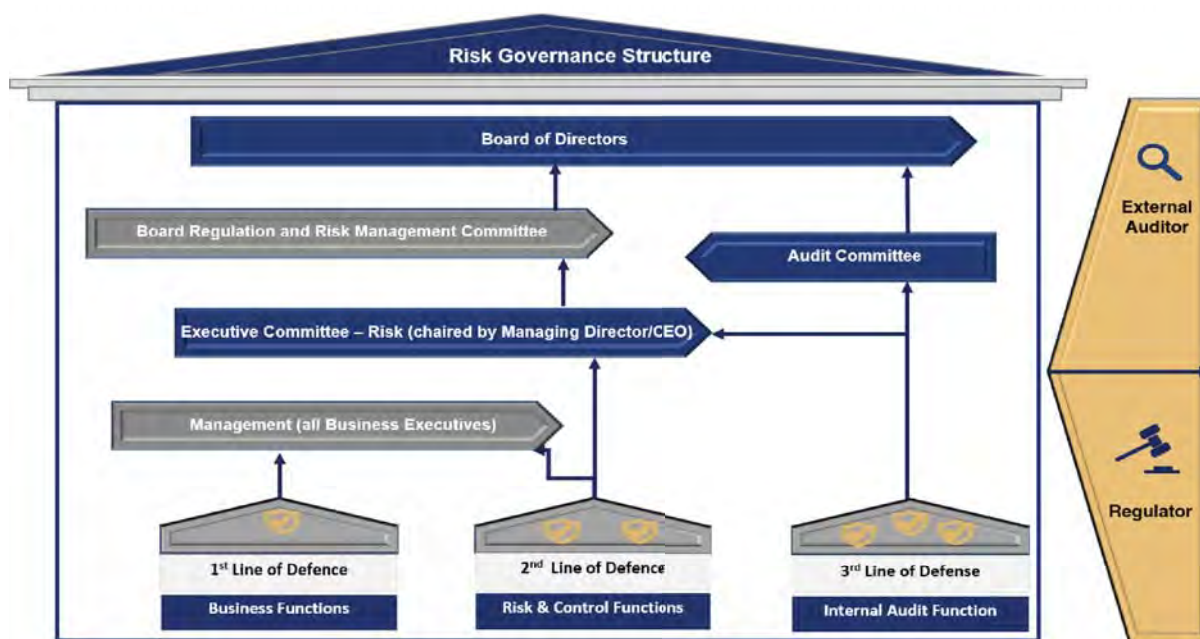 Risk Governance Structure
Board of Directors
Board Regulation and Risk Management Committee
Audit Committee
Executive Committee – Risk (chaired by Managing Director/CEO)
Management (all Business Executives)
1st Line of Defence
Business Functions
2nd Line of Defence
Risk & Control Functions
3rd Line of Defense
Internal Audit Function
External
Auditor
Regulator